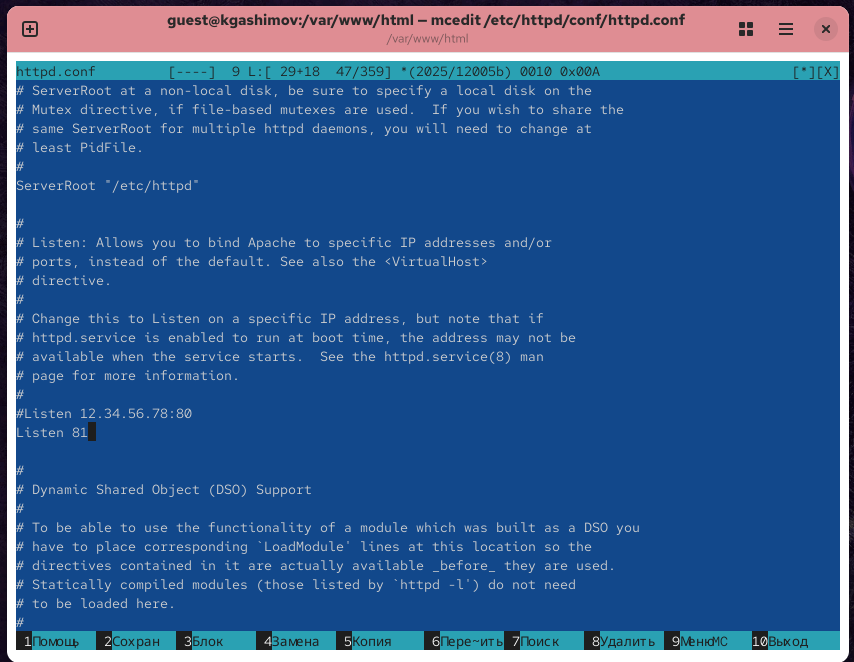 guest@kgashimov:/var/www/html — mcedit /etc/httpd/conf/httpd.conf
/var/www/html
httpd.conf         [----]  9 L:[ 29+18  47/359] *(2025/12005b) 0010 0x00A                        [*][X]
# ServerRoot at a non-local disk, be sure to specify a local disk on the
# Mutex directive, if file-based mutexes are used.  If you wish to share the
# same ServerRoot for multiple httpd daemons, you will need to change at
# least PidFile.
#
ServerRoot "/etc/httpd"
#
# Listen: Allows you to bind Apache to specific IP addresses and/or
# ports, instead of the default. See also the <VirtualHost>
# directive.
#
# Change this to Listen on a specific IP address, but note that if
# httpd.service is enabled to run at boot time, the address may not be
# available when the service starts.  See the httpd.service(8) man
# page for more information.
#
#Listen 12.34.56.78:80
Listen 81
#
# Dynamic Shared Object (DSO) Support
#
# To be able to use the functionality of a module which was built as a DSO you
# have to place corresponding `LoadModule' lines at this location so the
# directives contained in it are actually available _before_ they are used.
# Statically compiled modules (those listed by `httpd -l') do not need
# to be loaded here.
#
1Помощь 2Сохран 3Блок 4Замена 5Копия 6Пере~ить 7Поиск 8Удалить 9МенюMC 10Выход